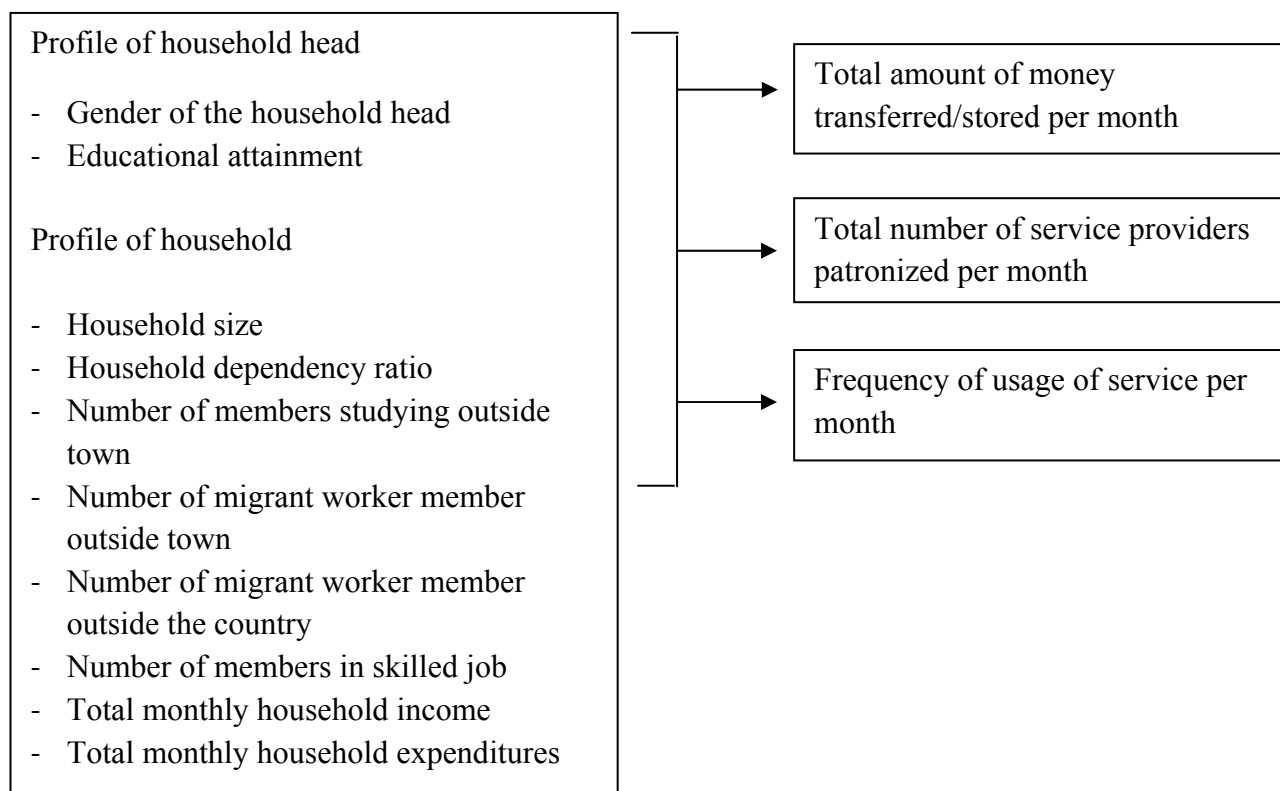 Profile of household head
- Gender of the household head
- Educational attainment
Profile of household
- Household size
- Household dependency ratio
- Number of members studying outside
town
- Number of migrant worker member
outside town
- Number of migrant worker member
outside the country
- Number of members in skilled job
- Total monthly household income
- Total monthly household expenditures
Total amount of money
transferred/stored per month
Total number of service providers
patronized per month
Frequency of usage of service per
month